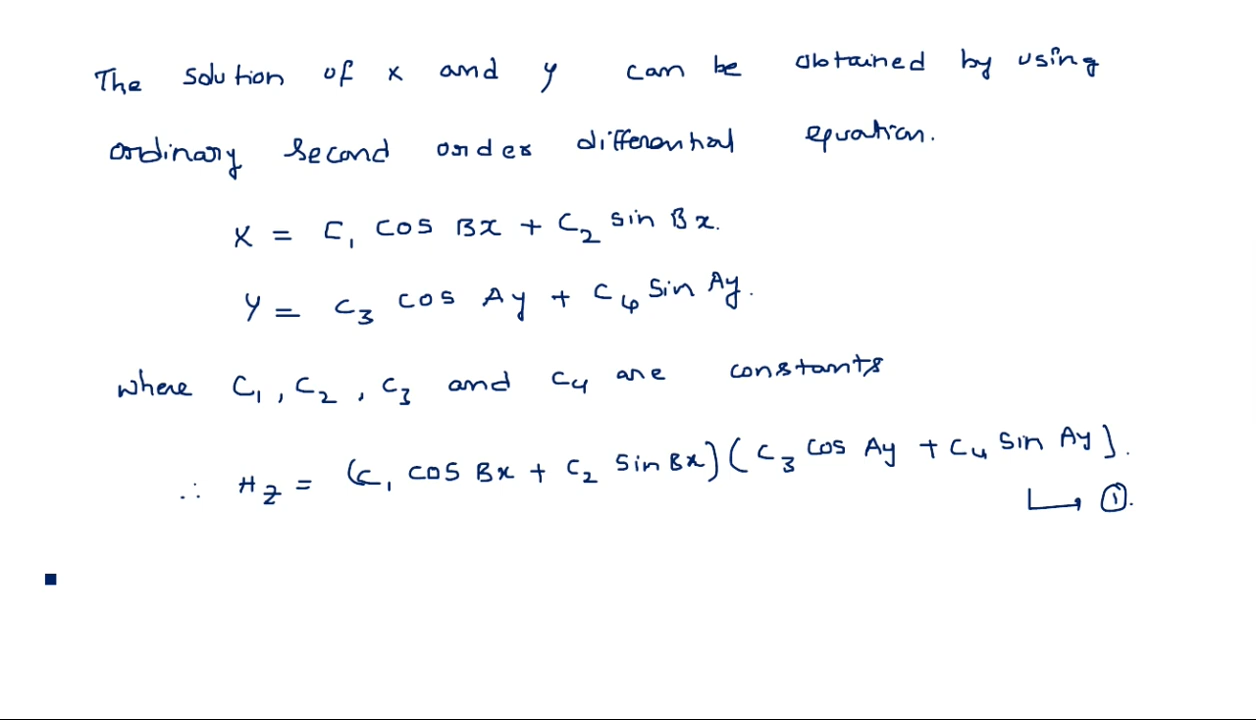 The solution of x and y can be obtained by using
ordinary second order differential equation.
X = C₁ cos Bx + C₂ sin Bx.
Y = C₃ cos Ay + C₄ sin Ay.
where C₁, C₂, C₃ and C₄ are constants
∴ H_z = (C₁ cos Bx + C₂ sin Bx) (C₃ cos Ay + C₄ sin Ay).
↳ ①.